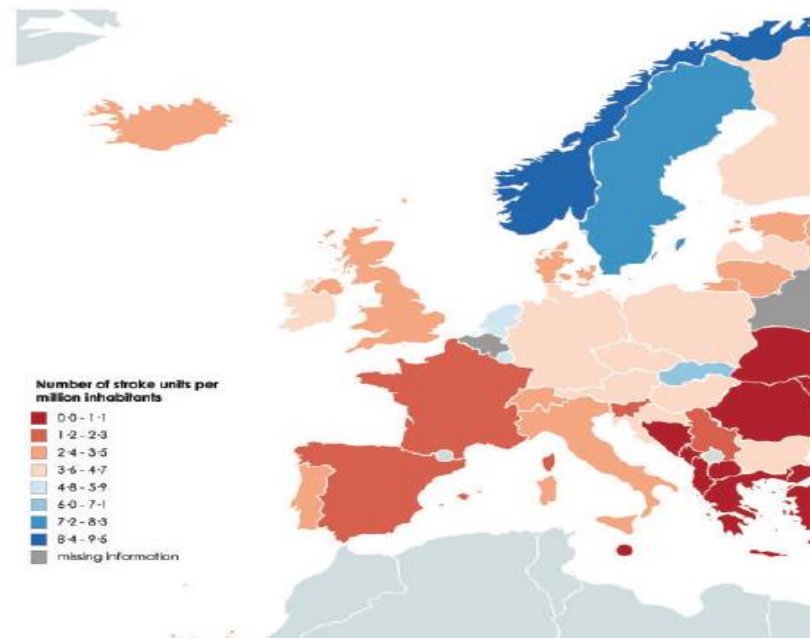 Number of stroke units per
million inhabitants
0·0 - 1·1
1·2 - 2·3
2·4 - 3·5
3·6 - 4·7
4·8 - 5·9
6·0 - 7·1
7·2 - 8·3
8·4 - 9·5
missing information